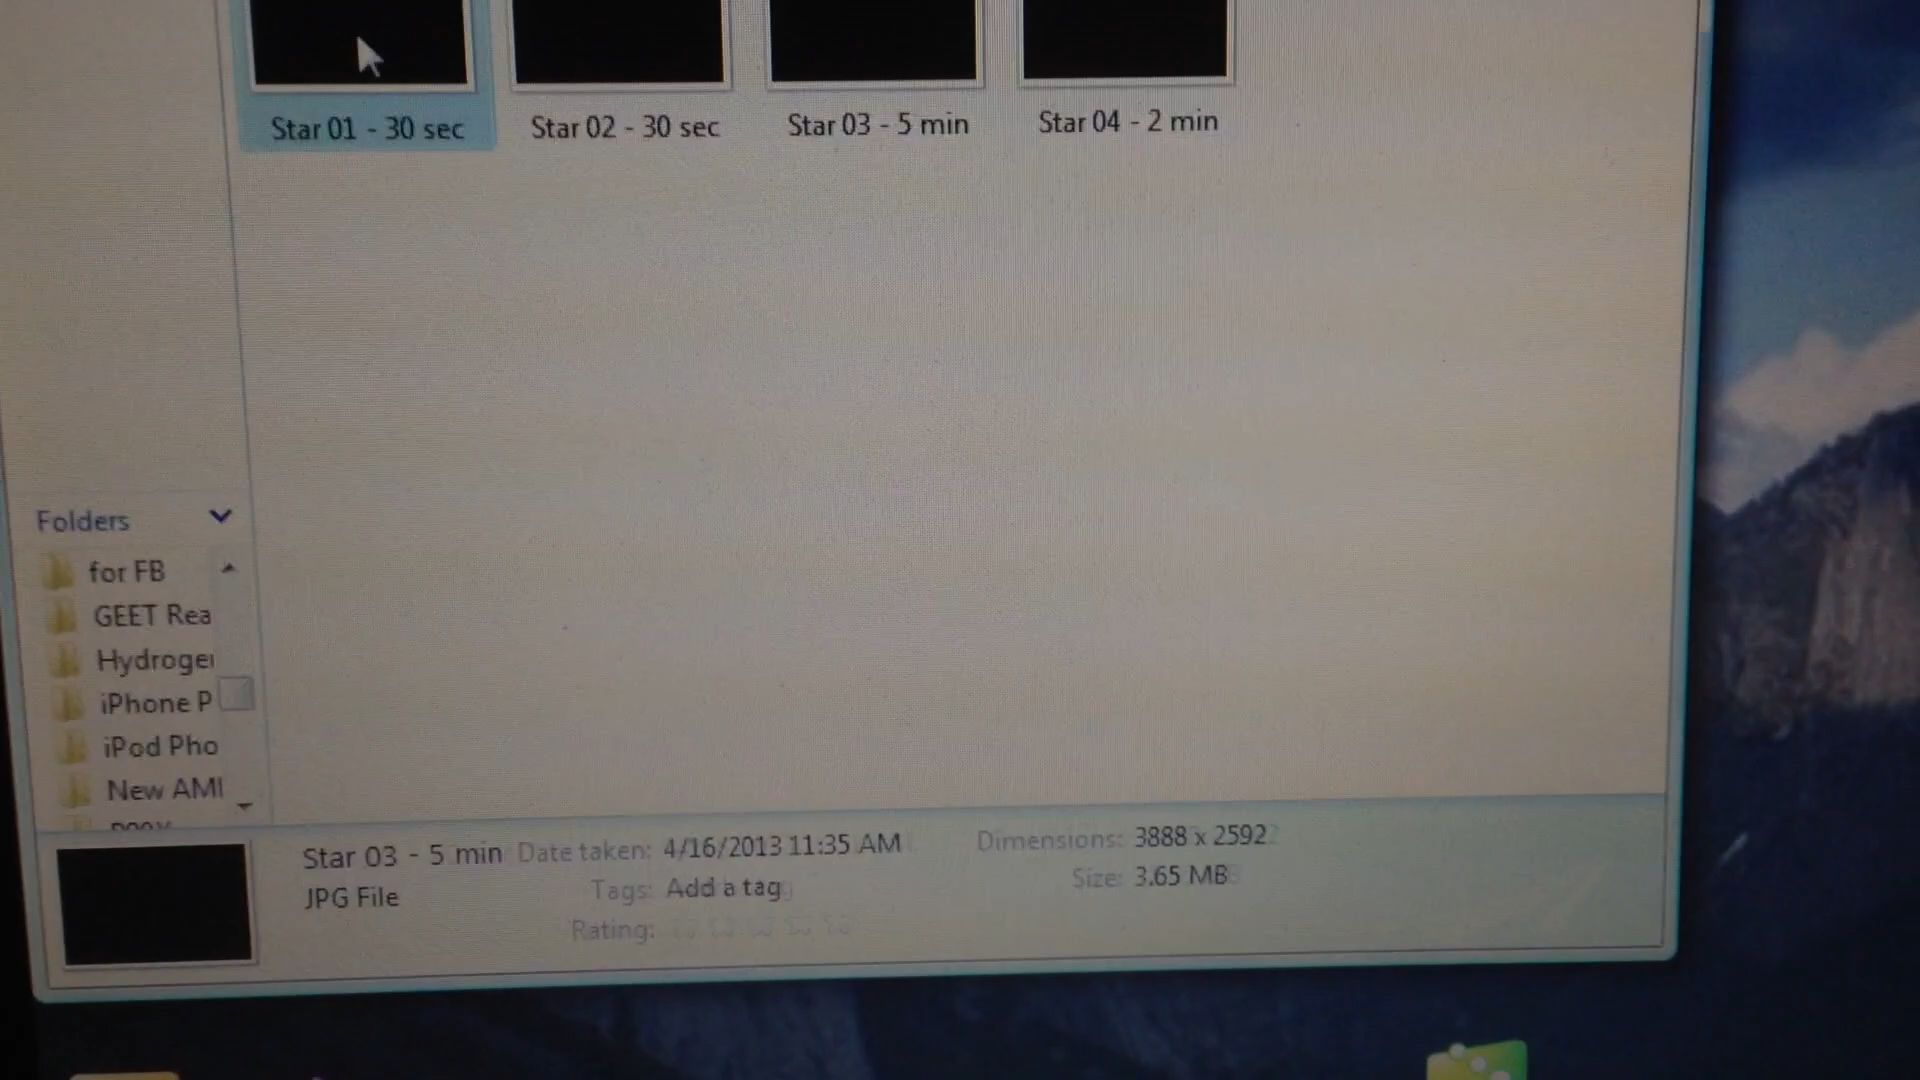 Star 01 - 30 sec
Star 02 - 30 sec
Star 03 - 5 min
Star 04 - 2 min
Folders
for FB
GEET Rea
Hydroge
iPhone P
iPod Pho
New AM
Star 03 - 5 min
JPG File
Date taken: 4/16/2013 11:35 AM
Tags: Add a tag
Rating:
Dimensions: 3888 x 2592
Size: 3.65 MB